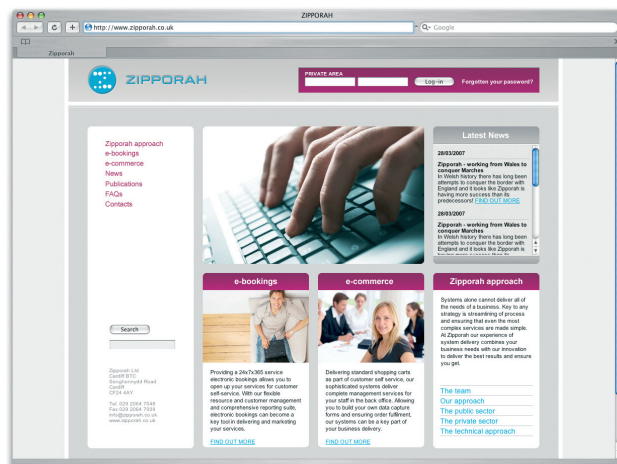 ZIPPORAH
http://www.zipporah.co.uk
Google
Zipporah
ZIPPORAH
PRIVATE AREA
Log-in
Forgotten your password?
Zipporah approach
e-bookings
e-commerce
News
Publications
FAQs
Contacts
Search
Zipporah Ltd
Cardiff BTC
Senghennydd Road
Cardiff
CF24 4AY
Tel 029 2064 7048
Fax 029 2064 7039
info@zipporah.co.uk
www.zipporah.co.uk
Latest News
28/03/2007
Zipporah - working from Wales to
conquer Marches
In Welsh history there has long been
attempts to conquer the border with
England and it looks like Zipporah is
having more success than its
predecessors! FIND OUT MORE
28/03/2007
Zipporah - working from Wales to
conquer Marches
In Welsh history there has long been
attempts to conquer the border with
England and it looks like Zipporah is
having more success than its
e-bookings
Providing a 24x7x365 service
electronic bookings allows you to
open up your services for customer
self-service. With our flexible
resource and customer management
and comprehensive reporting suite,
electronic bookings can become a
key tool in delivering and marketing
your services.
FIND OUT MORE
e-commerce
Delivering standard shopping carts
as part of customer self service, our
sophisticated systems deliver
complete management services for
your staff in the back office. Allowing
you to build your own data capture
forms and ensuring order fulfilment,
our systems can be a key part of
your business delivery.
FIND OUT MORE
Zipporah approach
Systems alone cannot deliver all of
the needs of a business. Key to any
strategy is streamlining of process
and ensuring that even the most
complex services are made simple.
At Zipporah our experience of
system delivery combines your
business needs with our innovation
to deliver the best results and ensure
you get.
The team
Our approach
The public sector
The private sector
The technical approach